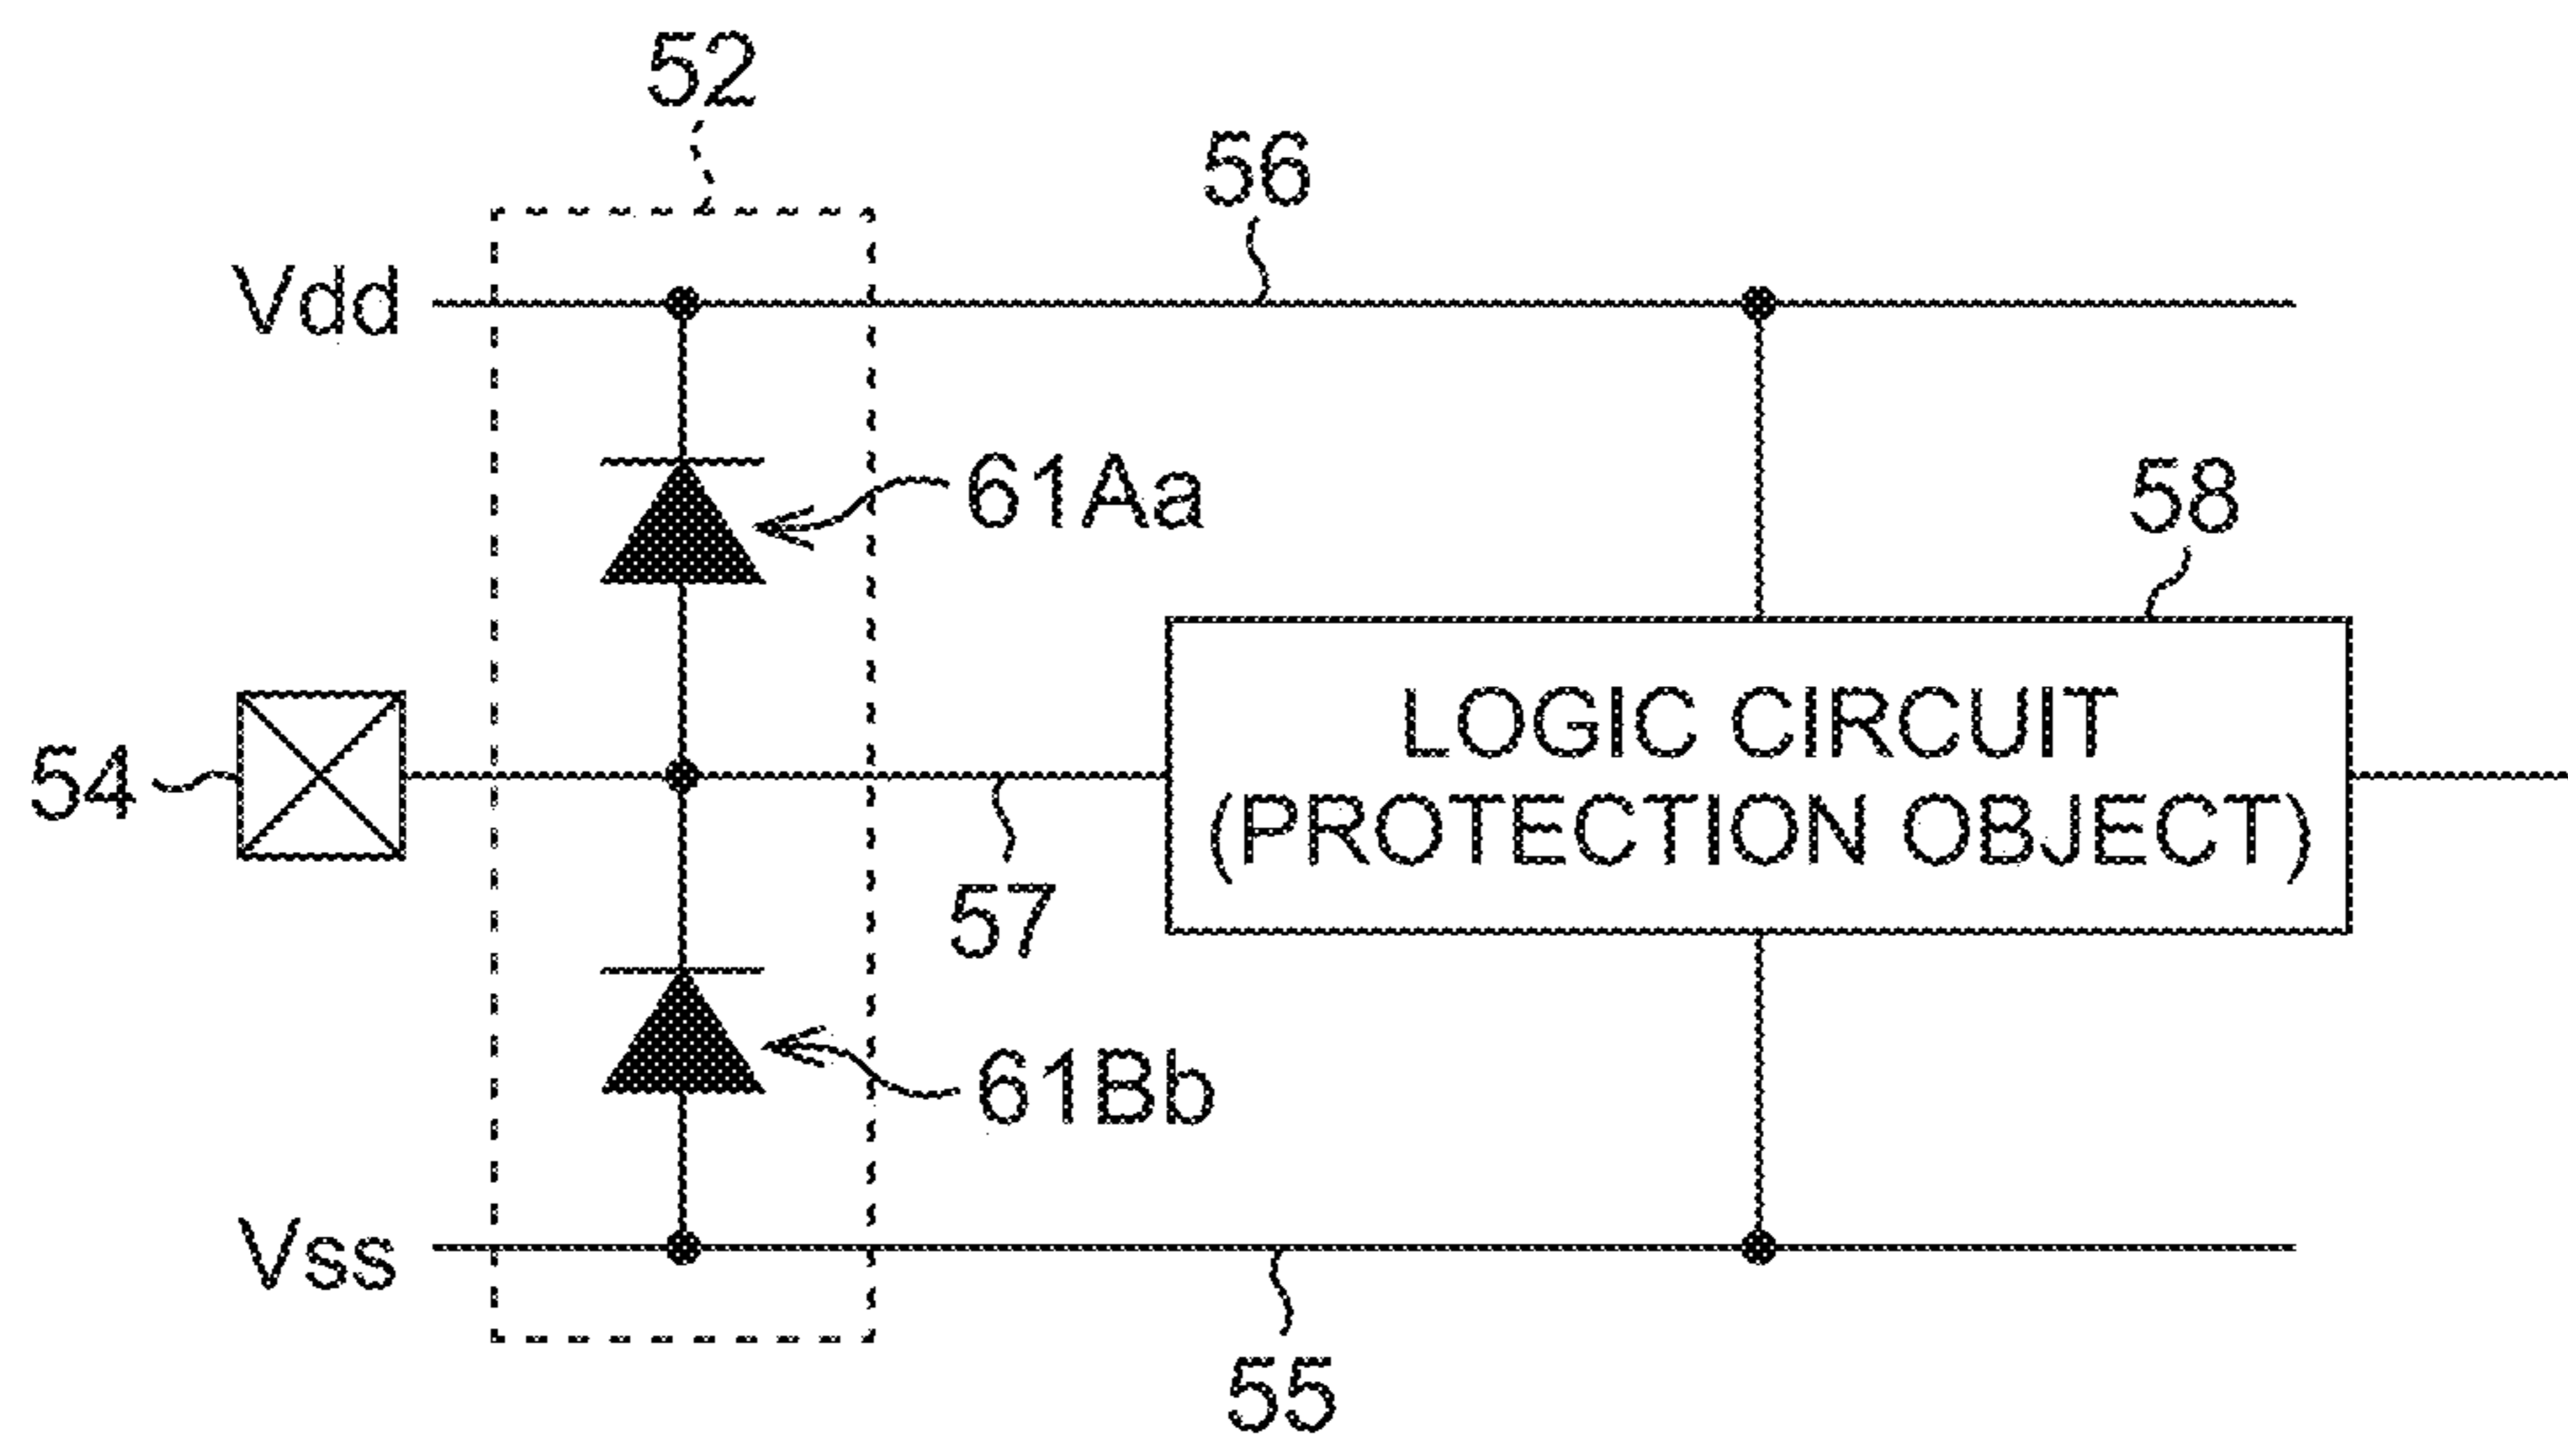 52
56
Vdd
61Aa
58
LOGIC CIRCUIT
(PROTECTION OBJECT)
54
57
61Bb
Vss
55